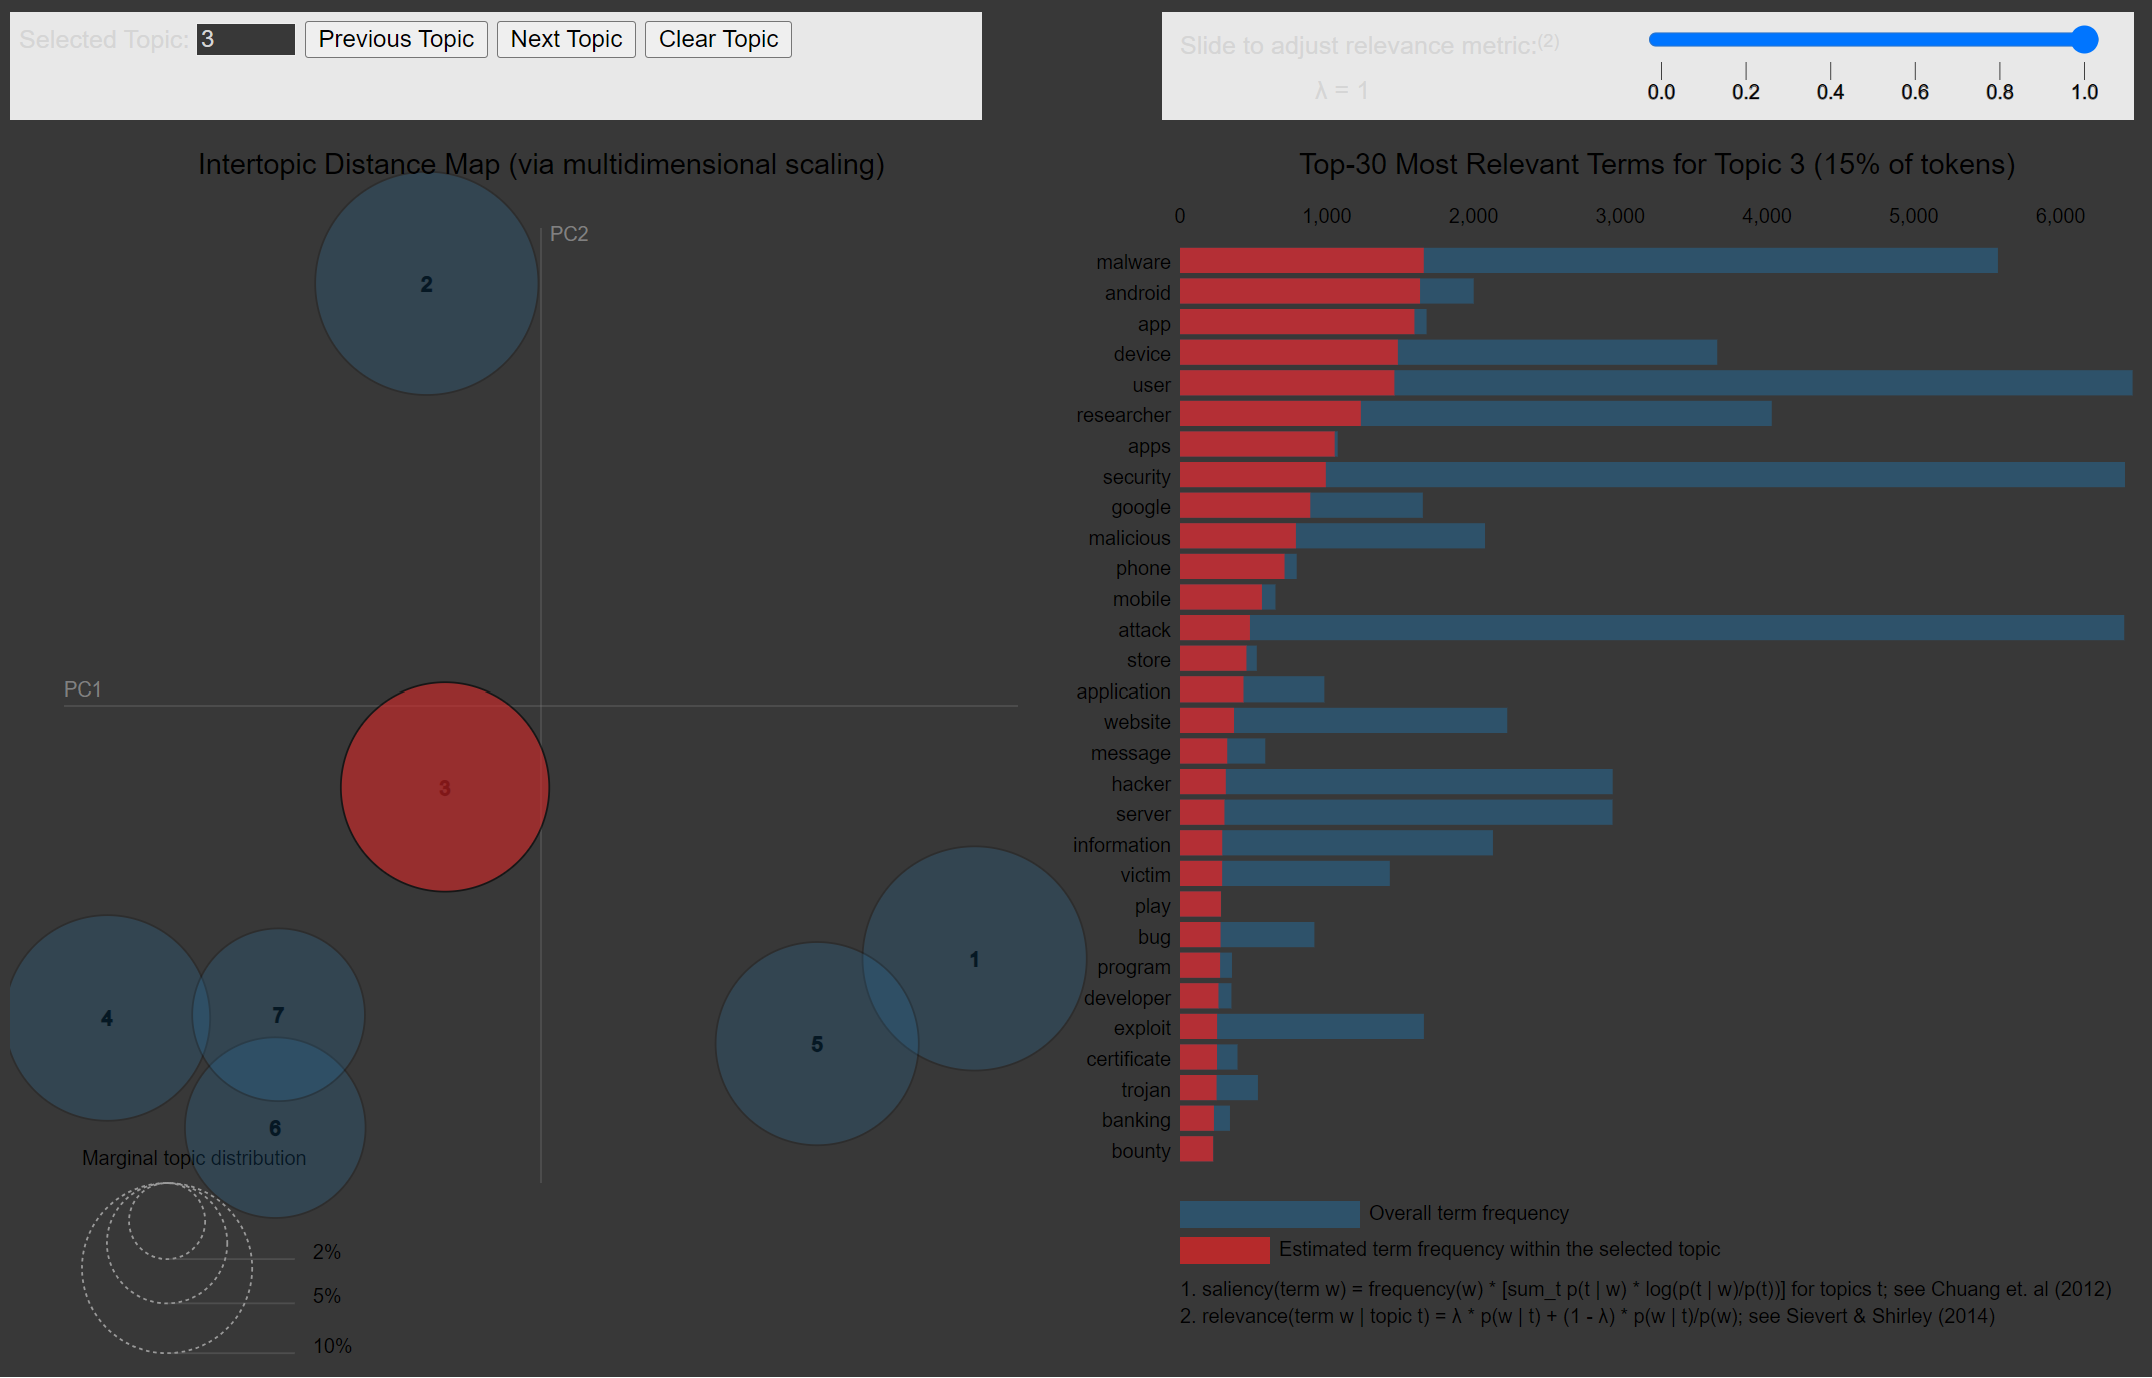 Selected Topic: 3 Previous Topic Next Topic Clear Topic
Slide to adjust relevance metric:(2)
λ = 1
0.0 0.2 0.4 0.6 0.8 1.0
Intertopic Distance Map (via multidimensional scaling)
PC2
PC1
2
3
1
5
4
7
6
Marginal topic distribution
2%
5%
10%
Top-30 Most Relevant Terms for Topic 3 (15% of tokens)
0 1,000 2,000 3,000 4,000 5,000 6,000
malware
android
app
device
user
researcher
apps
security
google
malicious
phone
mobile
attack
store
application
website
message
hacker
server
information
victim
play
bug
program
developer
exploit
certificate
trojan
banking
bounty
Overall term frequency
Estimated term frequency within the selected topic
1. saliency(term w) = frequency(w) * [sum_t p(t | w) * log(p(t | w)/p(t))] for topics t; see Chuang et. al (2012)
2. relevance(term w | topic t) = λ * p(w | t) + (1 - λ) * p(w | t)/p(w); see Sievert & Shirley (2014)